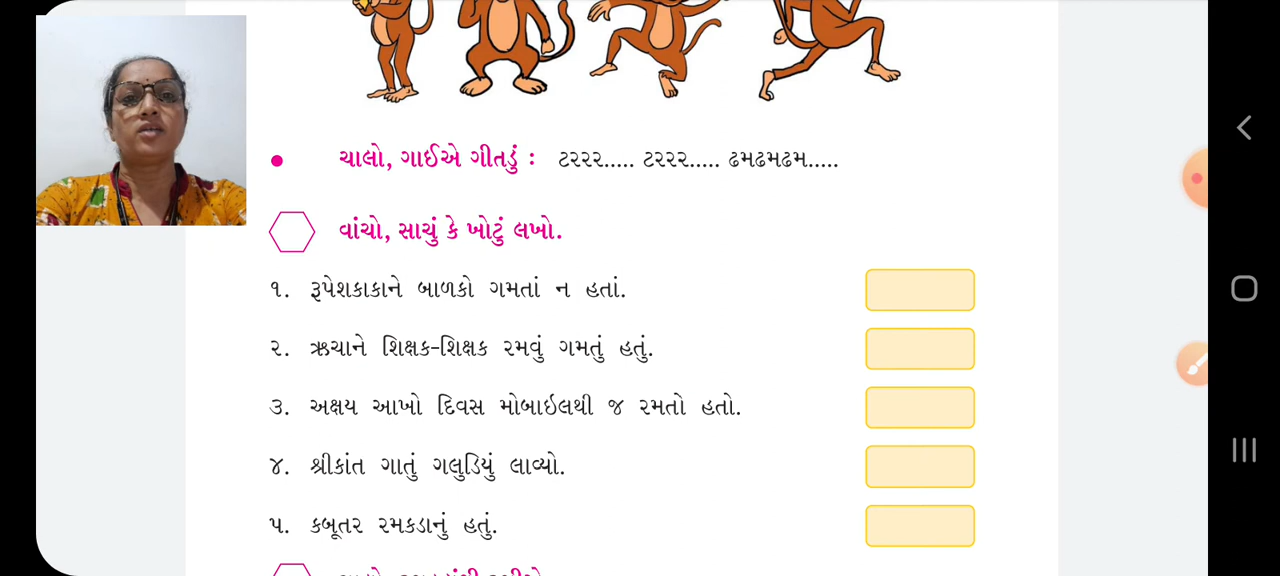 ચાલો, ગાઈએ ગીતડું : ટરરર..... ટરરર..... ઢમઢમઢમ.....
વાંચો, સાચું કે ખોટું લખો.
૧. રૂપેશકાકાને બાળકો ગમતાં ન હતાં.
૨. ઋચાને શિક્ષક-શિક્ષક રમવું ગમતું હતું.
૩. અક્ષય આખો દિવસ મોબાઇલથી જ રમતો હતો.
૪. શ્રીકાંત ગાતું ગલુડિયું લાવ્યો.
૫. કબૂતર રમકડાનું હતું.